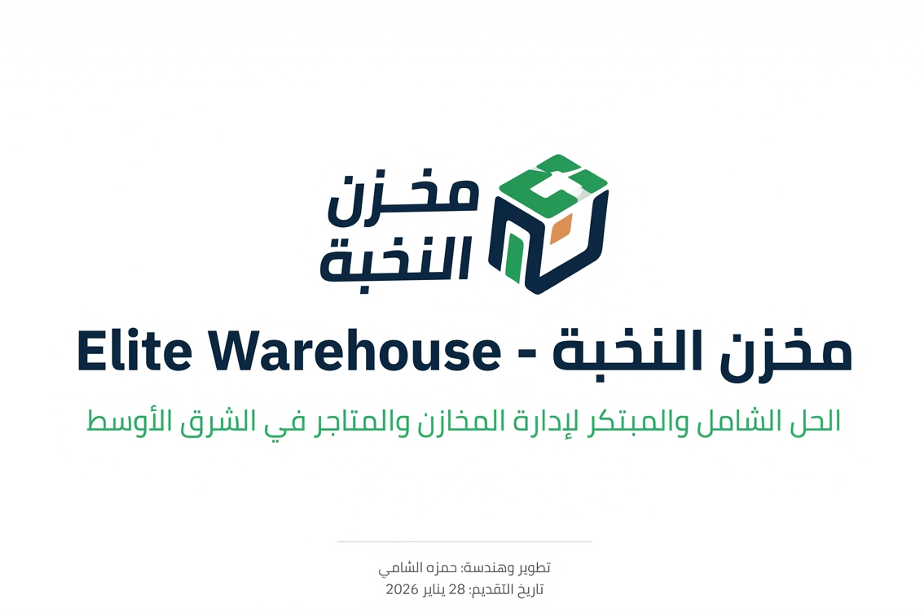 مخزن
النخبة
مخزن النخبة - Elite Warehouse
الحل الشامل والمبتكر لإدارة المخازن والمتاجر في الشرق الأوسط
تطوير وهندسة: حمزه الشامي
تاريخ التقديم: 28 يناير 2026